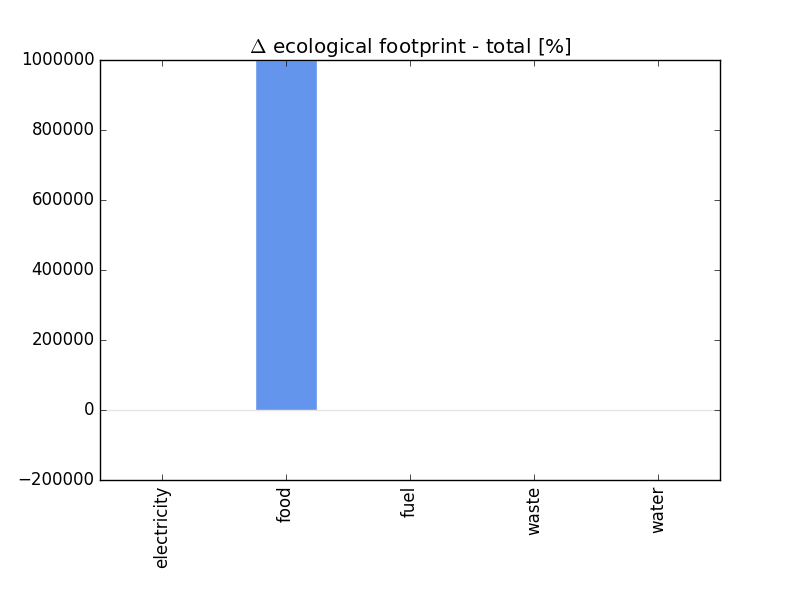 Δ ecological footprint - total [%]
1000000
800000
600000
400000
200000
0
−200000
electricity
food
fuel
waste
water